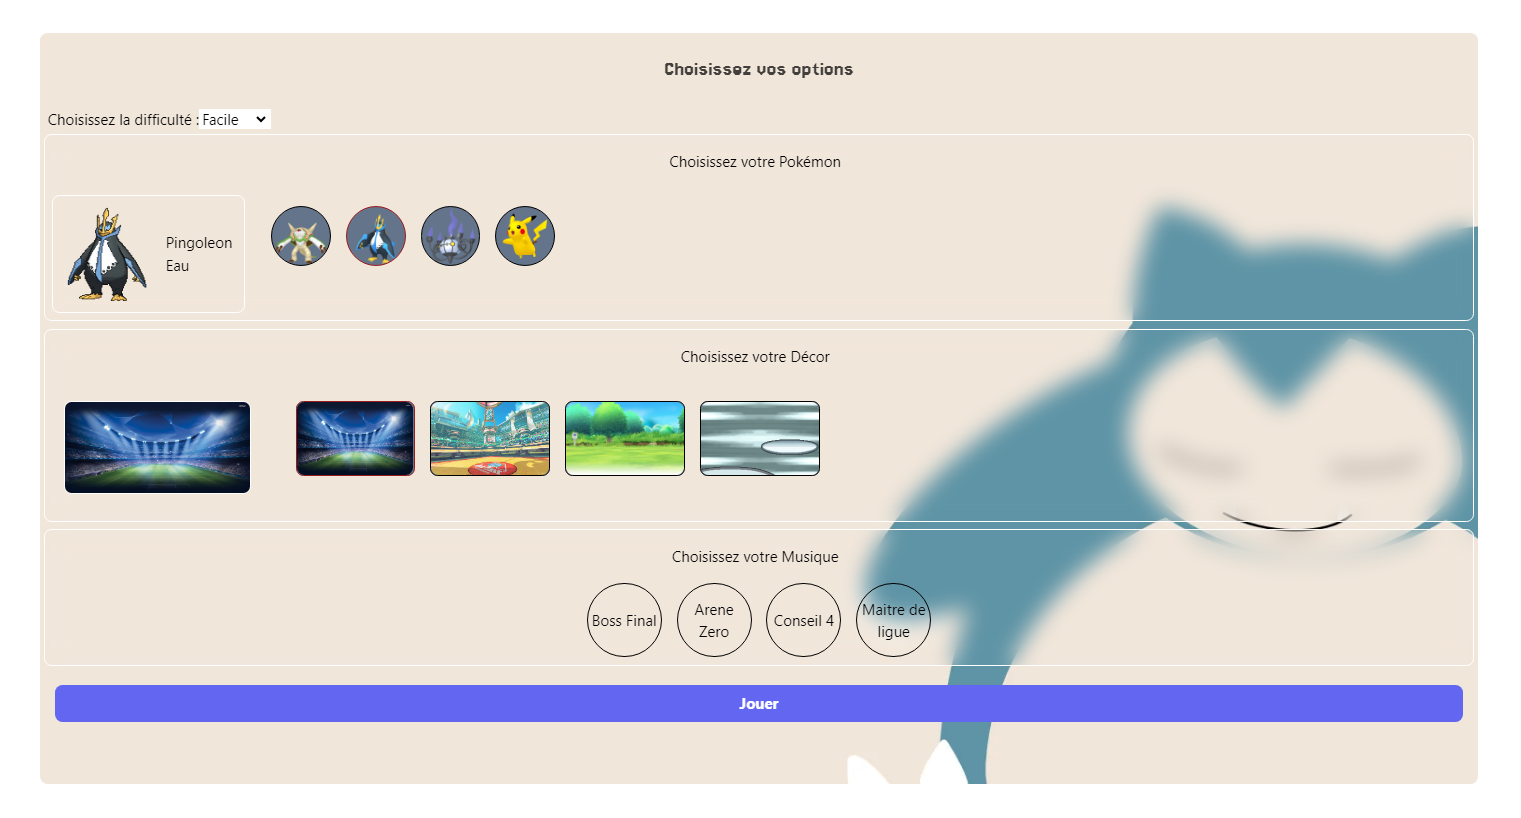 Choisissez vos options
Choisissez la difficulté : Facile
Choisissez votre Pokémon
Pingoleon
Eau
Choisissez votre Décor
Choisissez votre Musique
Boss Final
Arene
Zero
Conseil 4
Maitre de
ligue
Jouer